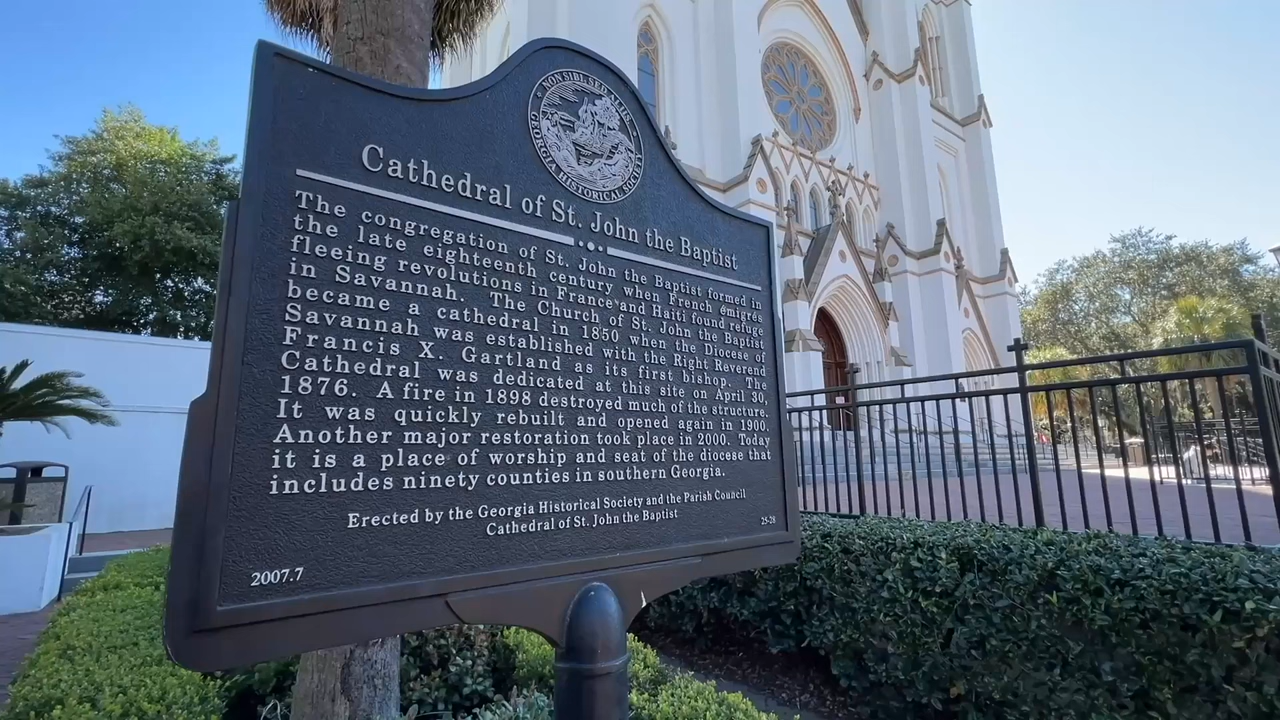 NON SIBI, SED ALIIS
GEORGIA HISTORICAL SOCIETY
Cathedral of St. John the Baptist
The congregation of St. John the Baptist formed in
the late eighteenth century when French émigrés
fleeing revolutions in France and Haiti found refuge
in Savannah. The Church of St. John the Baptist
became a cathedral in 1850 when the Diocese of
Savannah was established with the Right Reverend
Francis X. Gartland as its first bishop. The
Cathedral was dedicated at this site on April 30,
1876. A fire in 1898 destroyed much of the structure.
It was quickly rebuilt and opened again in 1900.
Another major restoration took place in 2000. Today
it is a place of worship and seat of the diocese that
includes ninety counties in southern Georgia.
Erected by the Georgia Historical Society and the Parish Council
Cathedral of St. John the Baptist
25-28
2007.7